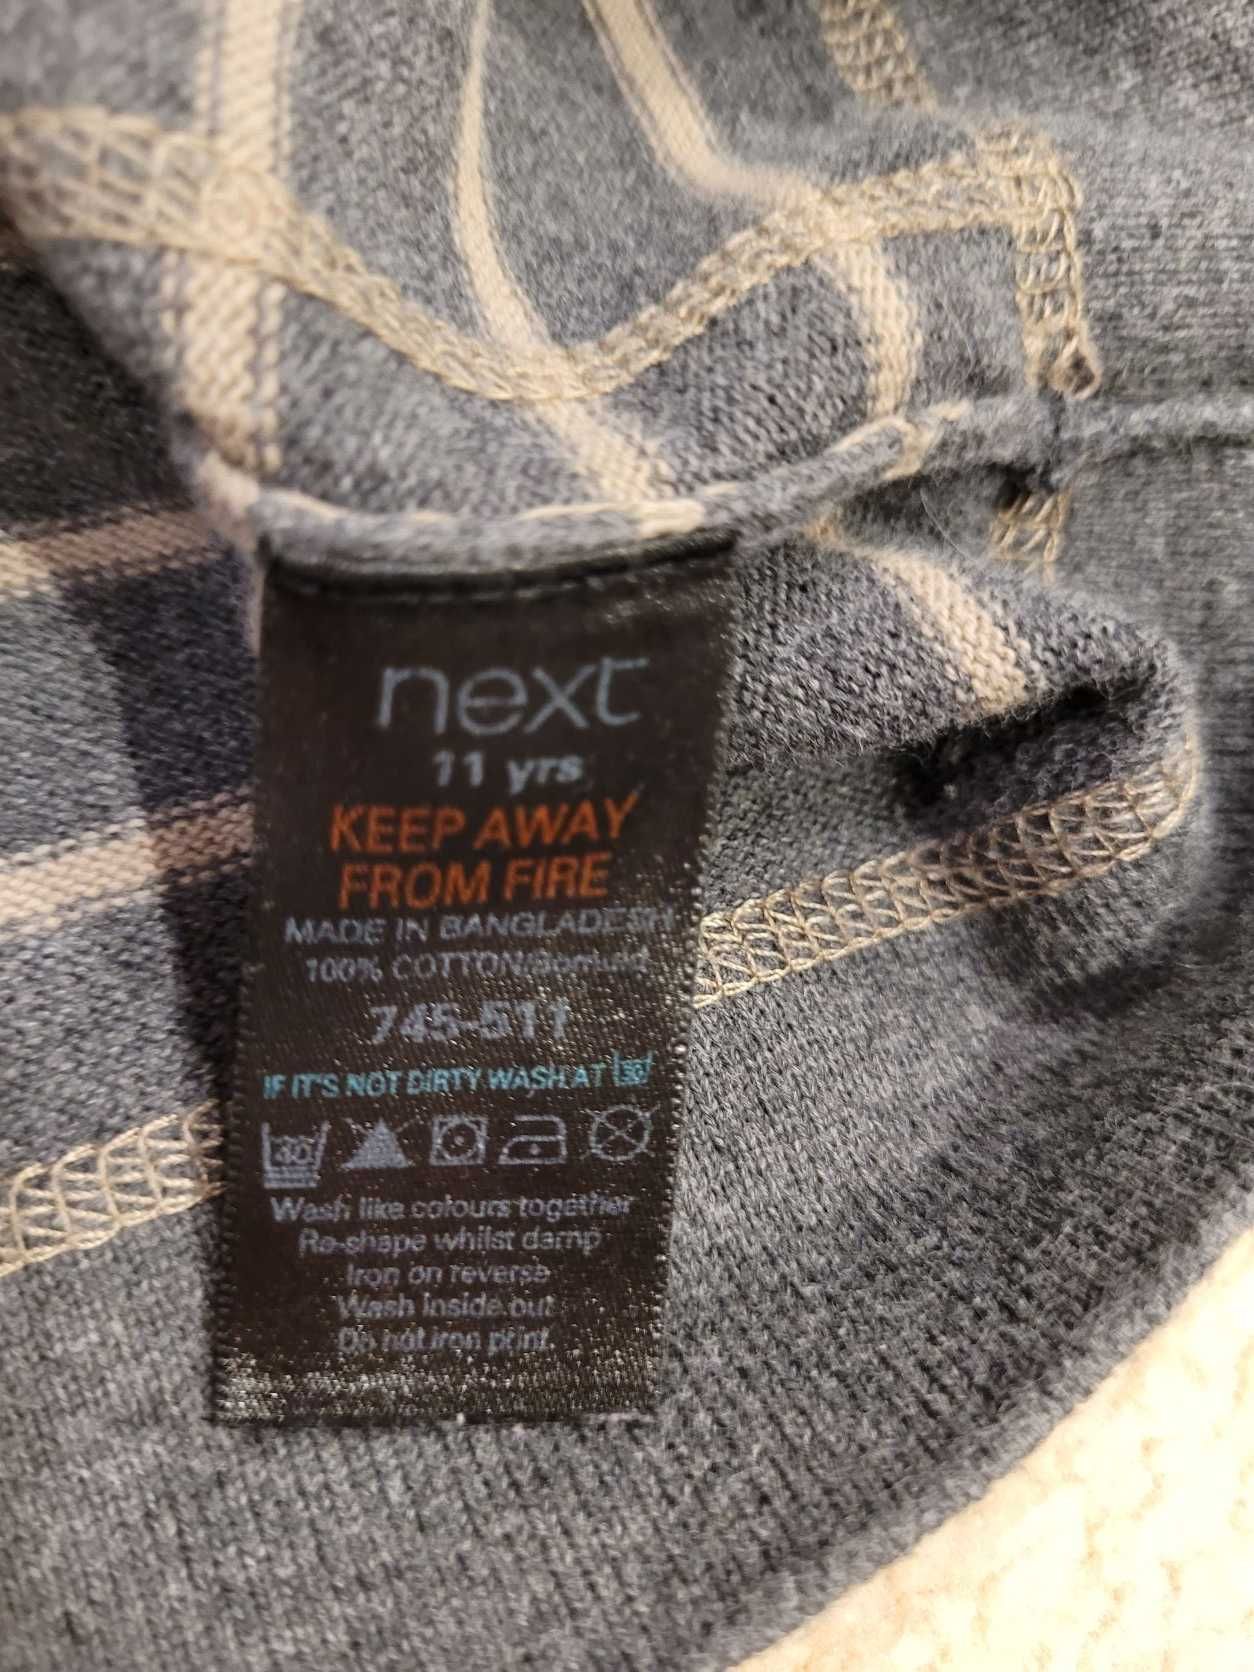 next
11 yrs
KEEP AWAY
FROM FIRE
MADE IN BANGLADESH
100% COTTON/
745-511
IF IT'S NOT DIRTY WASH AT 30
40
Wash like colours together
Re-shape whilst damp
Iron on reverse
Wash inside out
Do not iron print